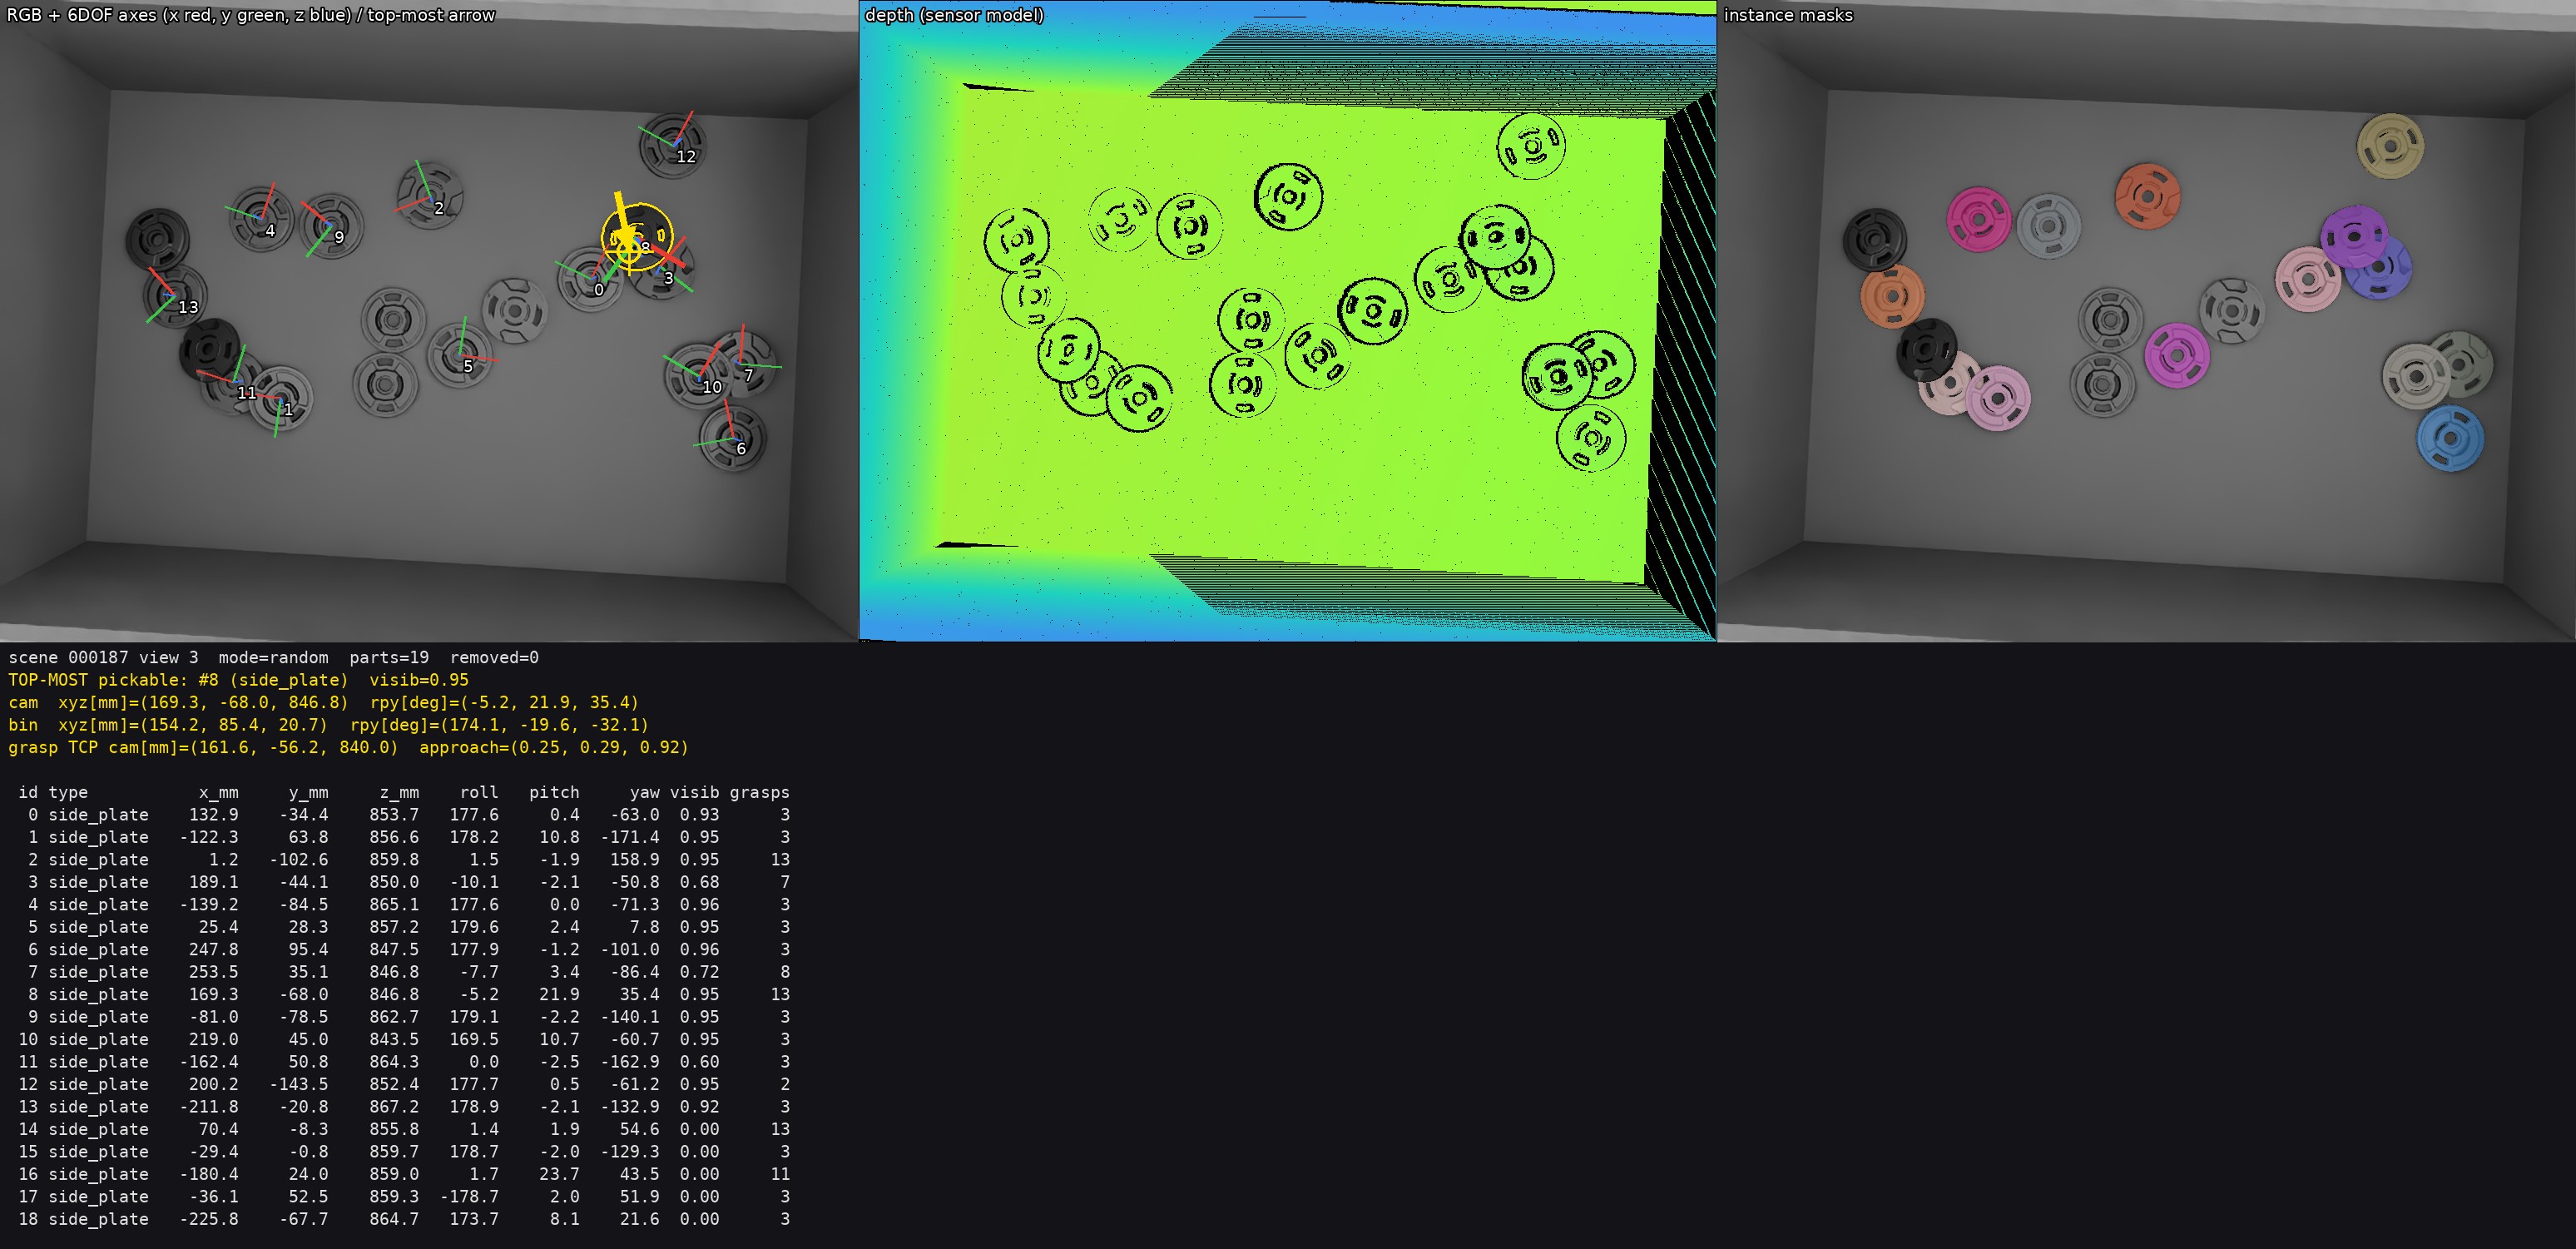 RGB + 6DOF axes (x red, y green, z blue) / top-most arrow
depth (sensor model)
instance masks
12
2
4
9
8
3
0
13
5
7
10
11
1
6
scene 000187 view 3  mode=random  parts=19  removed=0
TOP-MOST pickable: #8 (side_plate)  visib=0.95
cam  xyz[mm]=(169.3, -68.0, 846.8)  rpy[deg]=(-5.2, 21.9, 35.4)
bin  xyz[mm]=(154.2, 85.4, 20.7)  rpy[deg]=(174.1, -19.6, -32.1)
grasp TCP cam[mm]=(161.6, -56.2, 840.0)  approach=(0.25, 0.29, 0.92)
id type x_mm y_mm z_mm roll pitch yaw visib grasps
0 side_plate 132.9 -34.4 853.7 177.6 0.4 -63.0 0.93 3
1 side_plate -122.3 63.8 856.6 178.2 10.8 -171.4 0.95 3
2 side_plate 1.2 -102.6 859.8 1.5 -1.9 158.9 0.95 13
3 side_plate 189.1 -44.1 850.0 -10.1 -2.1 -50.8 0.68 7
4 side_plate -139.2 -84.5 865.1 177.6 0.0 -71.3 0.96 3
5 side_plate 25.4 28.3 857.2 179.6 2.4 7.8 0.95 3
6 side_plate 247.8 95.4 847.5 177.9 -1.2 -101.0 0.96 3
7 side_plate 253.5 35.1 846.8 -7.7 3.4 -86.4 0.72 8
8 side_plate 169.3 -68.0 846.8 -5.2 21.9 35.4 0.95 13
9 side_plate -81.0 -78.5 862.7 179.1 -2.2 -140.1 0.95 3
10 side_plate 219.0 45.0 843.5 169.5 10.7 -60.7 0.95 3
11 side_plate -162.4 50.8 864.3 0.0 -2.5 -162.9 0.60 3
12 side_plate 200.2 -143.5 852.4 177.7 0.5 -61.2 0.95 2
13 side_plate -211.8 -20.8 867.2 178.9 -2.1 -132.9 0.92 3
14 side_plate 70.4 -8.3 855.8 1.4 1.9 54.6 0.00 13
15 side_plate -29.4 -0.8 859.7 178.7 -2.0 -129.3 0.00 3
16 side_plate -180.4 24.0 859.0 1.7 23.7 43.5 0.00 11
17 side_plate -36.1 52.5 859.3 -178.7 2.0 51.9 0.00 3
18 side_plate -225.8 -67.7 864.7 173.7 8.1 21.6 0.00 3